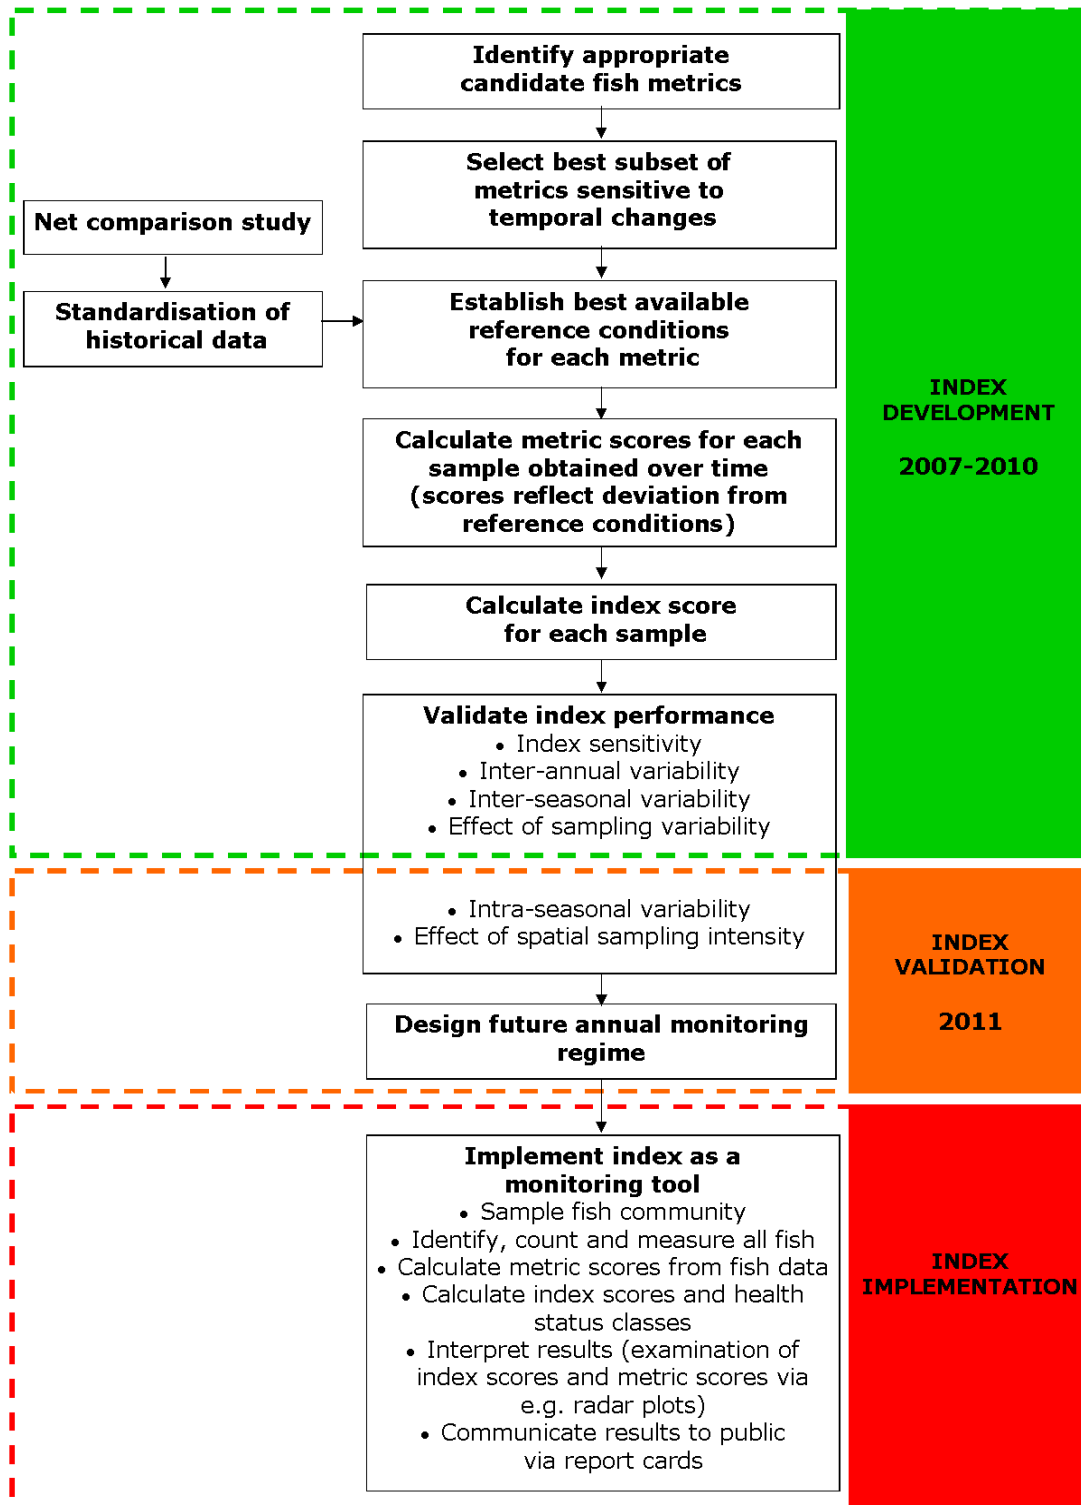 Identify appropriate
candidate fish metrics
Select best subset of
metrics sensitive to
temporal changes
Net comparison study
Standardisation of
historical data
Establish best available
reference conditions
for each metric
Calculate metric scores for each
sample obtained over time
(scores reflect deviation from
reference conditions)
Calculate index score
for each sample
Validate index performance
• Index sensitivity
• Inter-annual variability
• Inter-seasonal variability
• Effect of sampling variability
INDEX
DEVELOPMENT
2007-2010
• Intra-seasonal variability
• Effect of spatial sampling intensity
Design future annual monitoring
regime
INDEX
VALIDATION
2011
Implement index as a
monitoring tool
• Sample fish community
• Identify, count and measure all fish
• Calculate metric scores from fish data
• Calculate index scores and health
status classes
• Interpret results (examination of
index scores and metric scores via
e.g. radar plots)
• Communicate results to public
via report cards
INDEX
IMPLEMENTATION